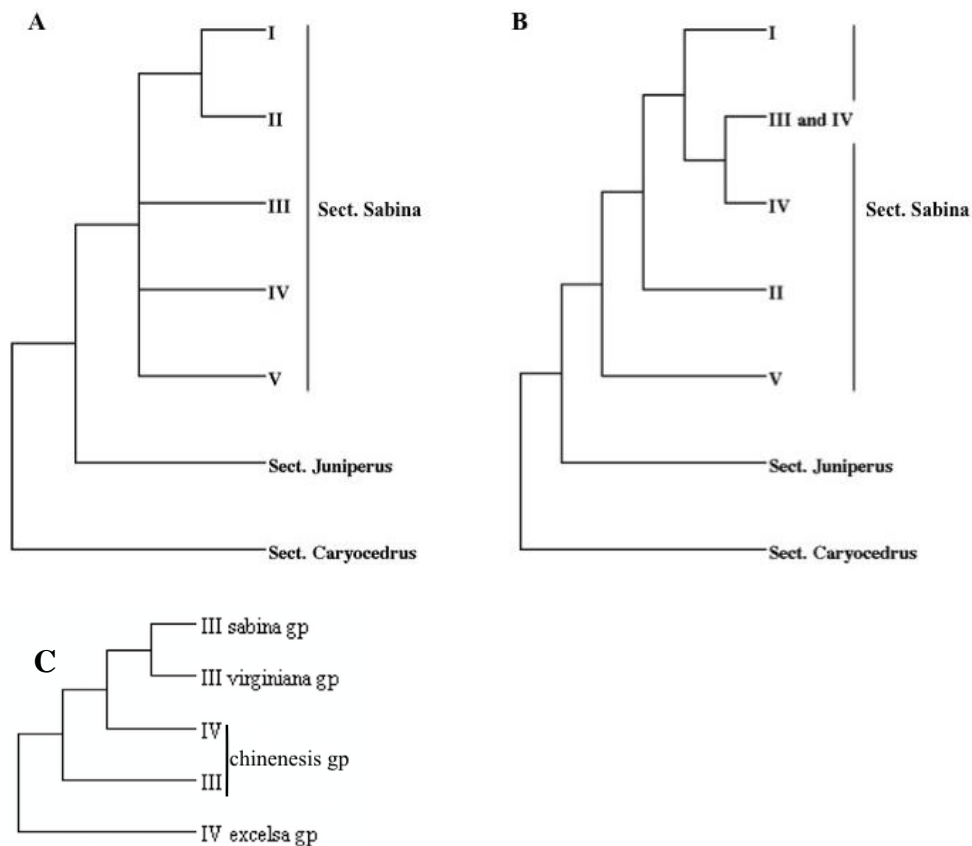 A
I
II
III
IV
V
Sect. Sabina
Sect. Juniperus
Sect. Caryocedrus
B
I
III and IV
IV
II
V
Sect. Sabina
Sect. Juniperus
Sect. Caryocedrus
C
III sabina gp
III virginiana gp
IV
III
chinenesis gp
IV excelsa gp